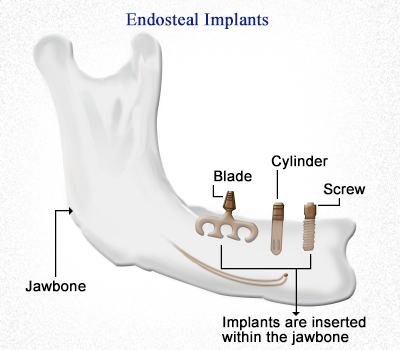 Endosteal Implants
Cylinder
Blade
Screw
Jawbone
Implants are inserted
within the jawbone